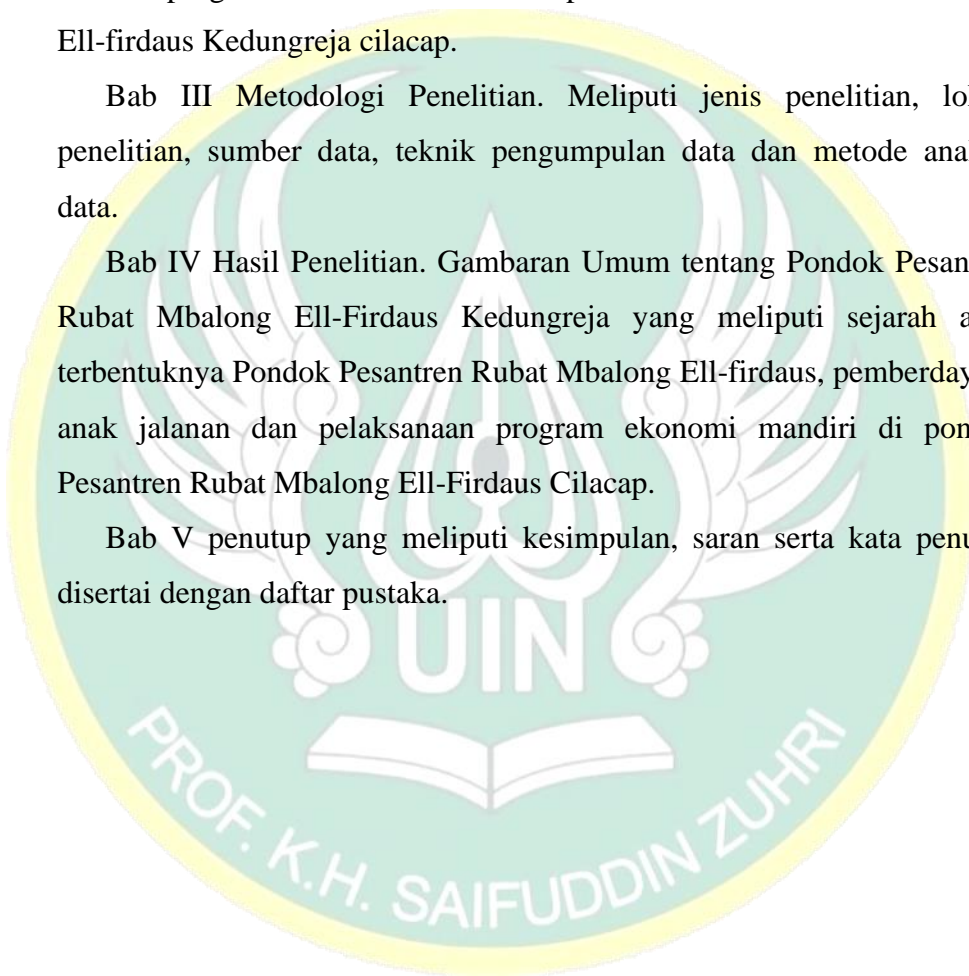 Ell-firdaus Kedungreja cilacap.
Bab III Metodologi Penelitian. Meliputi jenis penelitian,
penelitian, sumber data, teknik pengumpulan data dan metode
data.
Bab IV Hasil Penelitian. Gambaran Umum tentang Pondok
Rubat Mbalong Ell-Firdaus Kedungreja yang meliputi sejarah
terbentuknya Pondok Pesantren Rubat Mbalong Ell-firdaus,
anak jalanan dan pelaksanaan program ekonomi mandiri di
Pesantren Rubat Mbalong Ell-Firdaus Cilacap.
Bab V penutup yang meliputi kesimpulan, saran serta kata
disertai dengan daftar pustaka.
UIN
PROF. K.H. SAIFUDDIN ZUHRI